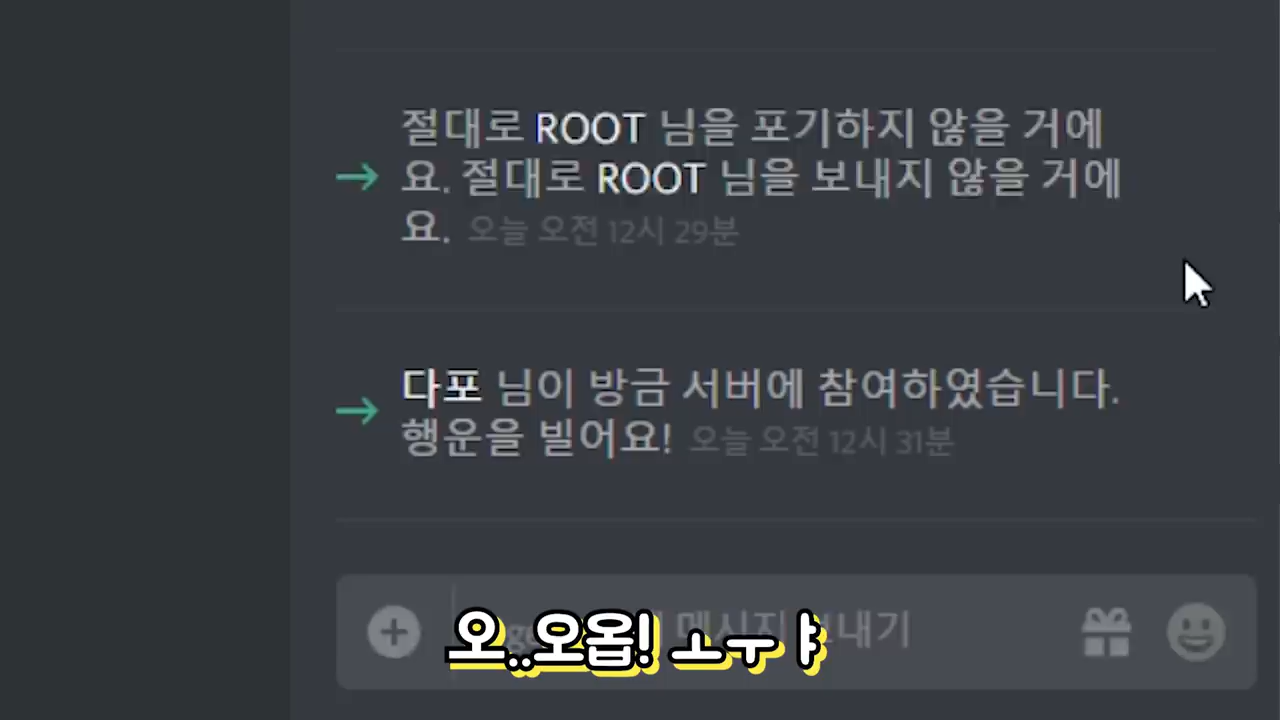 절대로 ROOT 님을 포기하지 않을 거에
요. 절대로 ROOT 님을 보내지 않을 거에
요. 오늘 오전 12시 29분
다포 님이 방금 서버에 참여하였습니다.
행운을 빌어요! 오늘 오전 12시 31분
메시지 보내기
오..오옵! ㅗㅜㅑ